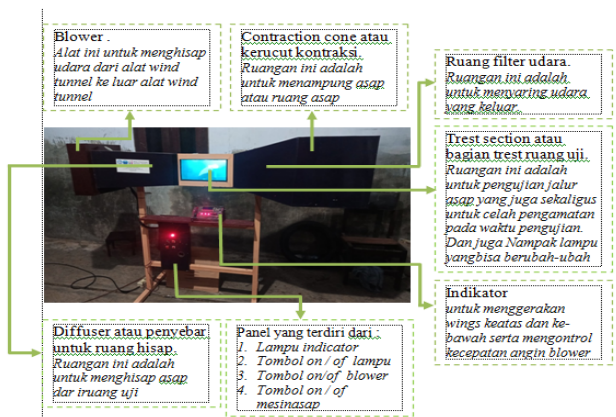 Blower .
Alat ini untuk menghisap
udara dari alat wind
tunnel ke luar alat wind
tunnel
Contraction cone atau
kerucut kontraksi.
Ruangan ini adalah
untuk menampung asap
atau ruang asap
Ruang filter udara.
Ruangan ini adalah
untuk menyaring udara
yang keluar.
Trest section atau
bagian trest ruang uji.
Ruangan ini adalah
untuk pengujian jalur
asap yang juga sekaligus
untuk celah pengamatan
pada waktu pengujian.
Dan juga Nampak lampu
yangbisa berubah-ubah
Indikator
untuk menggerakan
wings keatas dan ke-
bawah serta mengontrol
kecepatan angin blower
Diffuser atau penyebar
untuk ruang hisap.
Ruangan ini adalah
untuk menghisap asap
dar iruang uji
Panel yang terdiri dari :
1. Lampu indicator
2. Tombol on / of lampu
3. Tombol on/of blower
4. Tombol on / of
mesinasap